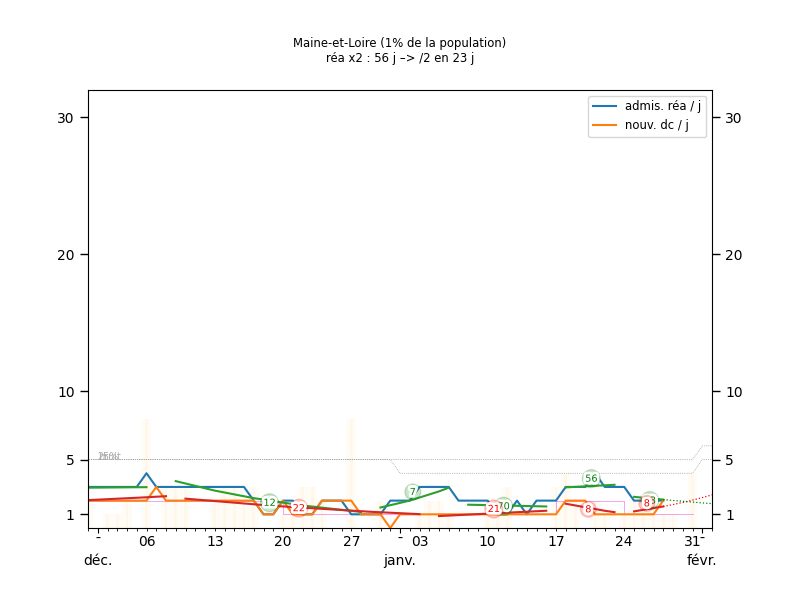 Maine-et-Loire (1% de la population)
réa x2 : 56 j –> /2 en 23 j
admis. réa / j
nouv. dc / j
30 30
20 20
10 10
5 5
1 1
12 22 7 21 56 8 8
- 06 13 20 27 - 03 10 17 24 31-
déc. janv. févr.